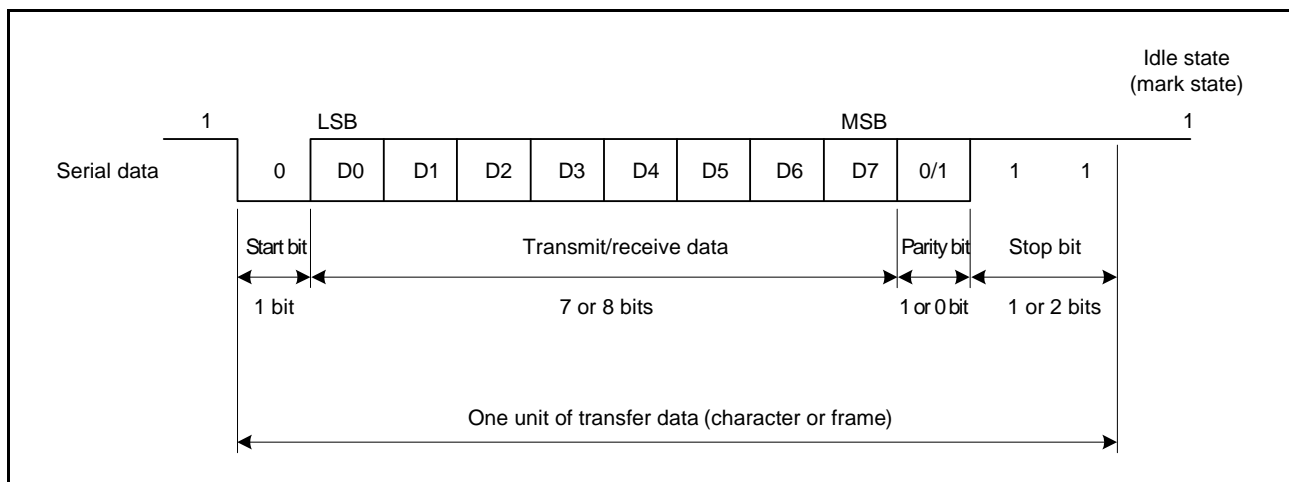 Idle state
(mark state)
1 LSB MSB 1
Serial data 0 D0 D1 D2 D3 D4 D5 D6 D7 0/1 1 1
Start bit Transmit/receive data Parity bit Stop bit
1 bit 7 or 8 bits 1 or 0 bit 1 or 2 bits
One unit of transfer data (character or frame)